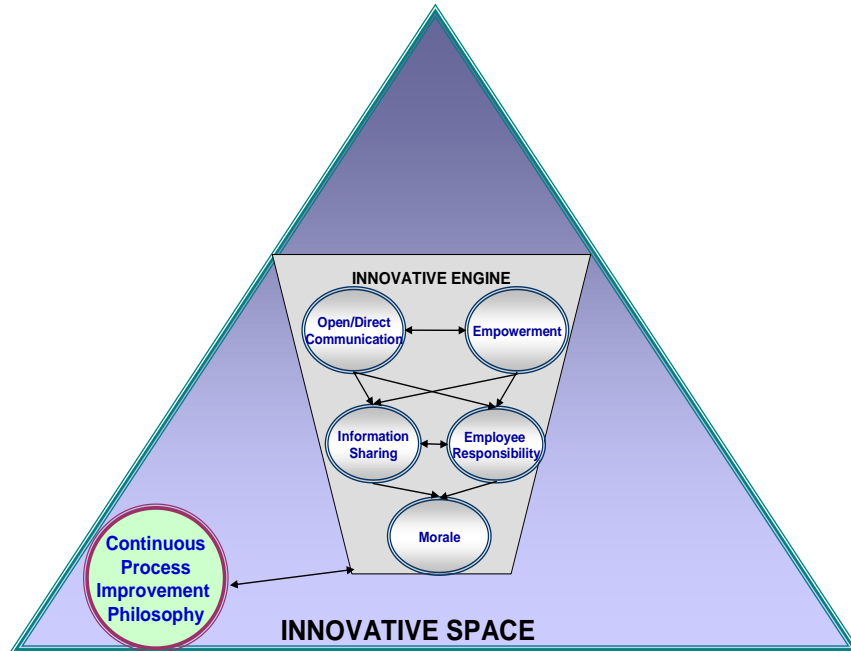 INNOVATIVE ENGINE
Open/Direct
Communication
Empowerment
Information
Sharing
Employee
Responsibility
Morale
Continuous
Process
Improvement
Philosophy
INNOVATIVE SPACE